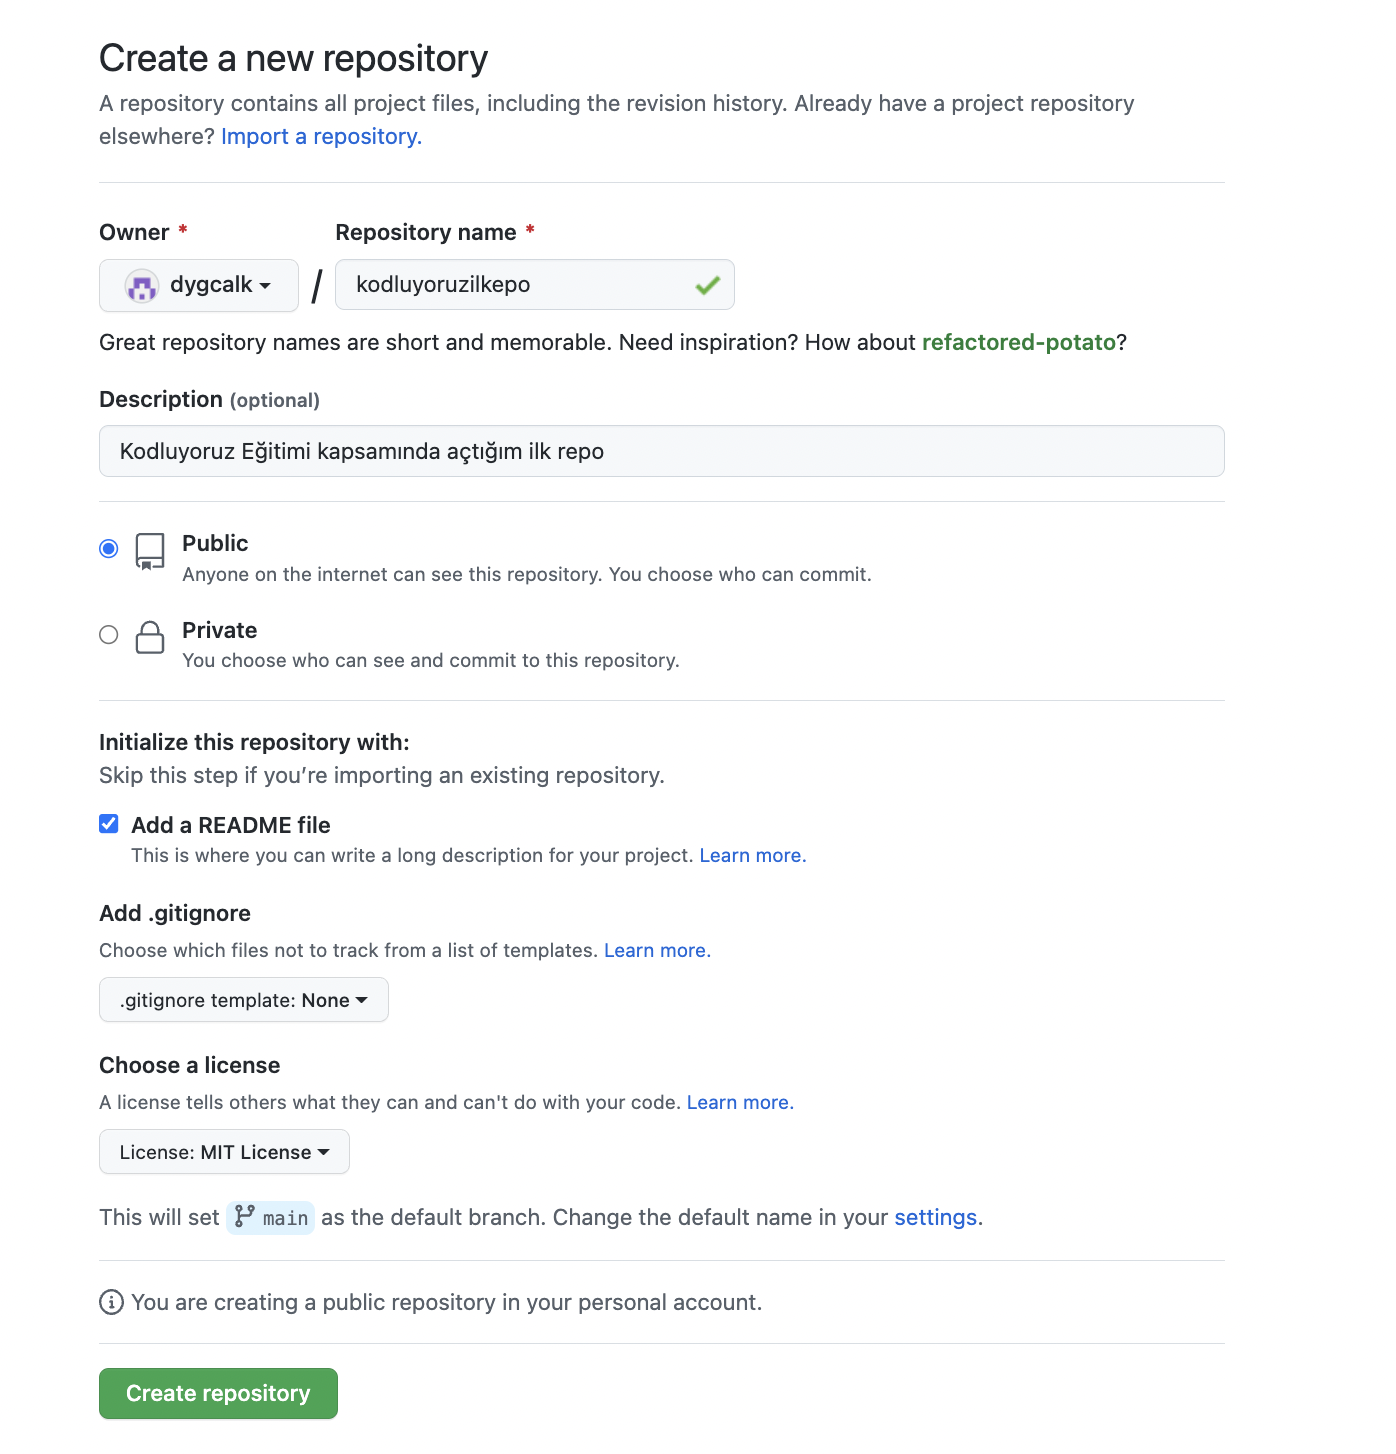 Create a new repository
A repository contains all project files, including the revision history. Already have a project repository
elsewhere? Import a repository.
Owner * Repository name *
dygcalk / kodluyoruzilkepo
Great repository names are short and memorable. Need inspiration? How about refactored-potato?
Description (optional)
Kodluyoruz Eğitimi kapsamında açtığım ilk repo
Public
Anyone on the internet can see this repository. You choose who can commit.
Private
You choose who can see and commit to this repository.
Initialize this repository with:
Skip this step if you’re importing an existing repository.
Add a README file
This is where you can write a long description for your project. Learn more.
Add .gitignore
Choose which files not to track from a list of templates. Learn more.
.gitignore template: None
Choose a license
A license tells others what they can and can't do with your code. Learn more.
License: MIT License
This will set main as the default branch. Change the default name in your settings.
You are creating a public repository in your personal account.
Create repository